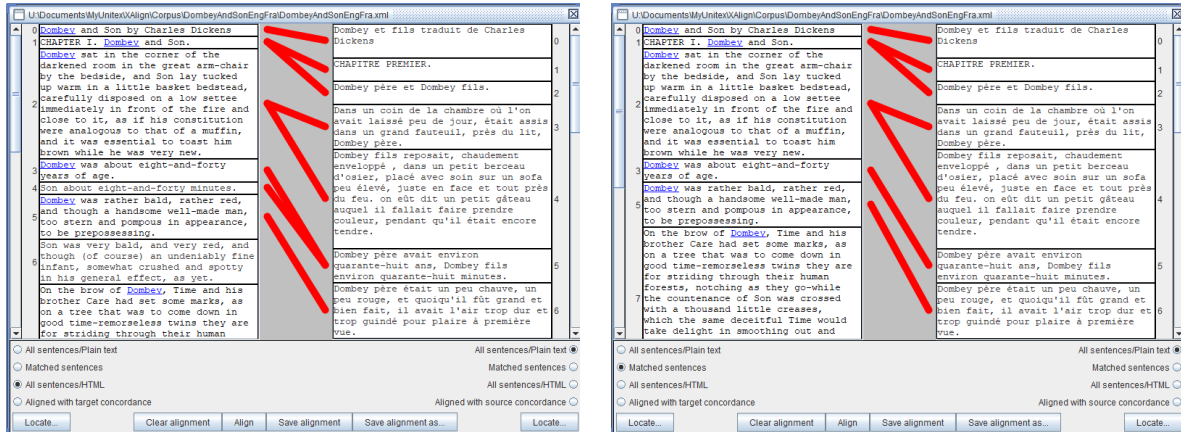 U:\Documents\MyUnitex\XAlign\Corpus\DombeyAndSonEngFra\DombeyAndSonEngFra.xml
0 Dombey and Son by Charles Dickens
1 CHAPTER I. Dombey and Son.
Dombey sat in the corner of the
darkened room in the great arm-chair
by the bedside, and Son lay tucked
up warm in a little basket bedstead,
carefully disposed on a low settee
2 immediately in front of the fire and
close to it, as if his constitution
were analogous to that of a muffin,
and it was essential to toast him
brown while he was very new.
3 Dombey was about eight-and-forty
years of age.
4 Son about eight-and-forty minutes.
Dombey was rather bald, rather red,
5 and though a handsome well-made man,
too stern and pompous in appearance,
to be prepossessing.
Son was very bald, and very red, and
though (of course) an undeniably fine
6 infant, somewhat crushed and spotty
in his general effect, as yet.
On the brow of Dombey, Time and his
brother Care had set some marks, as
on a tree that was to come down in
good time-remorseless twins they are
for striding through their human
Dombey et fils traduit de Charles
Dickens 0
CHAPITRE PREMIER. 1
Dombey père et Dombey fils. 2
Dans un coin de la chambre où l'on
avait laissé peu de jour, était assis
dans un grand fauteuil, près du lit, 3
Dombey père.
Dombey fils reposait, chaudement
enveloppé , dans un petit berceau
d'osier, placé avec soin sur un sofa
peu élevé, juste en face et tout près
du feu. on eût dit un petit gâteau 4
auquel il fallait faire prendre
couleur, pendant qu'il était encore
tendre.
Dombey père avait environ
quarante-huit ans, Dombey fils 5
environ quarante-huit minutes.
Dombey père était un peu chauve, un
peu rouge, et quoiqu'il fût grand et
bien fait, il avait l'air trop dur et 6
trop guindé pour plaire à première
vue.
All sentences/Plain text
Matched sentences
All sentences/HTML
Aligned with target concordance
All sentences/Plain text
Matched sentences
All sentences/HTML
Aligned with source concordance
Locate... Clear alignment Align Save alignment Save alignment as... Locate...
U:\Documents\MyUnitex\XAlign\Corpus\DombeyAndSonEngFra\DombeyAndSonEngFra.xml
0 Dombey and Son by Charles Dickens
1 CHAPTER I. Dombey and Son.
Dombey sat in the corner of the
darkened room in the great arm-chair
by the bedside, and Son lay tucked
up warm in a little basket bedstead,
carefully disposed on a low settee
2 immediately in front of the fire and
close to it, as if his constitution
were analogous to that of a muffin,
and it was essential to toast him
brown while he was very new.
3 Dombey was about eight-and-forty
years of age.
Dombey was rather bald, rather red,
5 and though a handsome well-made man,
too stern and pompous in appearance,
to be prepossessing.
On the brow of Dombey, Time and his
brother Care had set some marks, as
on a tree that was to come down in
good time-remorseless twins they are
for striding through their human
forests, notching as they go-while
7 the countenance of Son was crossed
with a thousand little creases,
which the same deceitful Time would
take delight in smoothing out and
Dombey et fils traduit de Charles
Dickens 0
CHAPITRE PREMIER. 1
Dombey père et Dombey fils. 2
Dans un coin de la chambre où l'on
avait laissé peu de jour, était assis
dans un grand fauteuil, près du lit, 3
Dombey père.
Dombey fils reposait, chaudement
enveloppé , dans un petit berceau
d'osier, placé avec soin sur un sofa
peu élevé, juste en face et tout près
du feu. on eût dit un petit gâteau 4
auquel il fallait faire prendre
couleur, pendant qu'il était encore
tendre.
Dombey père avait environ
quarante-huit ans, Dombey fils 5
environ quarante-huit minutes.
Dombey père était un peu chauve, un
peu rouge, et quoiqu'il fût grand et
bien fait, il avait l'air trop dur et 6
trop guindé pour plaire à première
vue.
All sentences/Plain text
Matched sentences
All sentences/HTML
Aligned with target concordance
All sentences/Plain text
Matched sentences
All sentences/HTML
Aligned with source concordance
Locate... Clear alignment Align Save alignment Save alignment as... Locate...